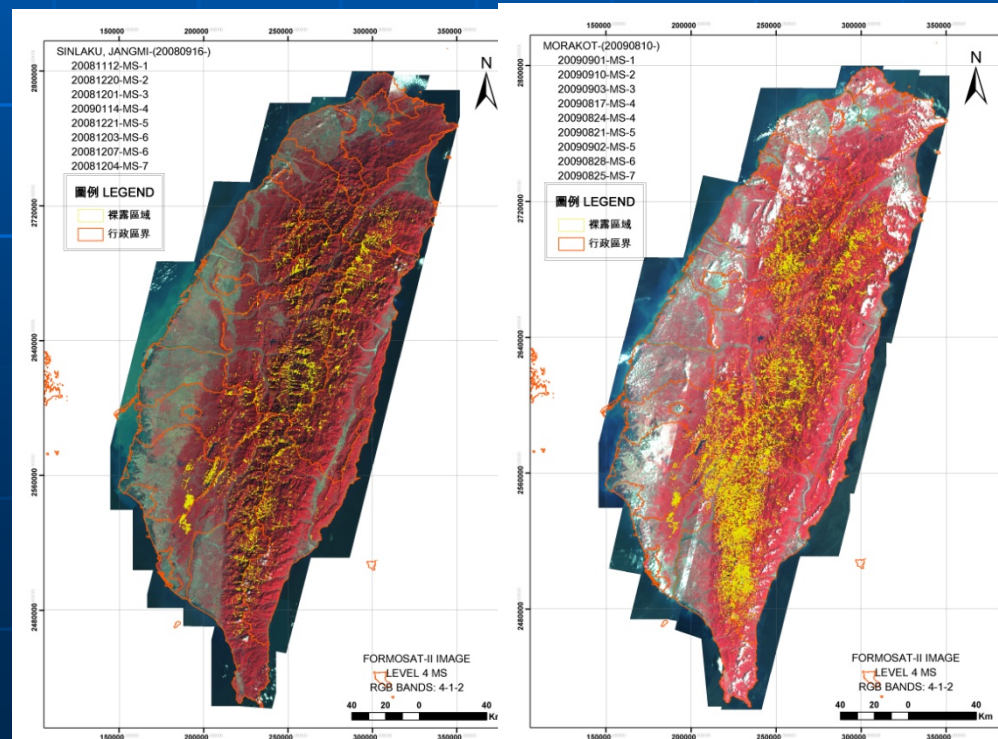 150000 200000 250000 300000 350000
SINLAKU, JANGMI-(20080916-)
20081112-MS-1
20081220-MS-2
20081201-MS-3
20090114-MS-4
20081221-MS-5
20081203-MS-6
20081207-MS-6
20081204-MS-7
N
圖例 LEGEND
裸露區域
行政區界
2800000
2720000
2640000
2560000
2480000
FORMOSAT-II IMAGE
LEVEL 4 MS
RGB BANDS: 4-1-2
40 20 0 40
Km
150000 200000 250000 300000 350000
150000 200000 250000 300000 350000
MORAKOT-(20090810-)
20090901-MS-1
20090910-MS-2
20090903-MS-3
20090817-MS-4
20090824-MS-4
20090821-MS-5
20090902-MS-5
20090828-MS-6
20090825-MS-7
N
圖例 LEGEND
裸露區域
行政區界
2800000
2720000
2640000
2560000
2480000
FORMOSAT-II IMAGE
LEVEL 4 MS
RGB BANDS: 4-1-2
40 20 0 40
Km
150000 200000 250000 300000 350000